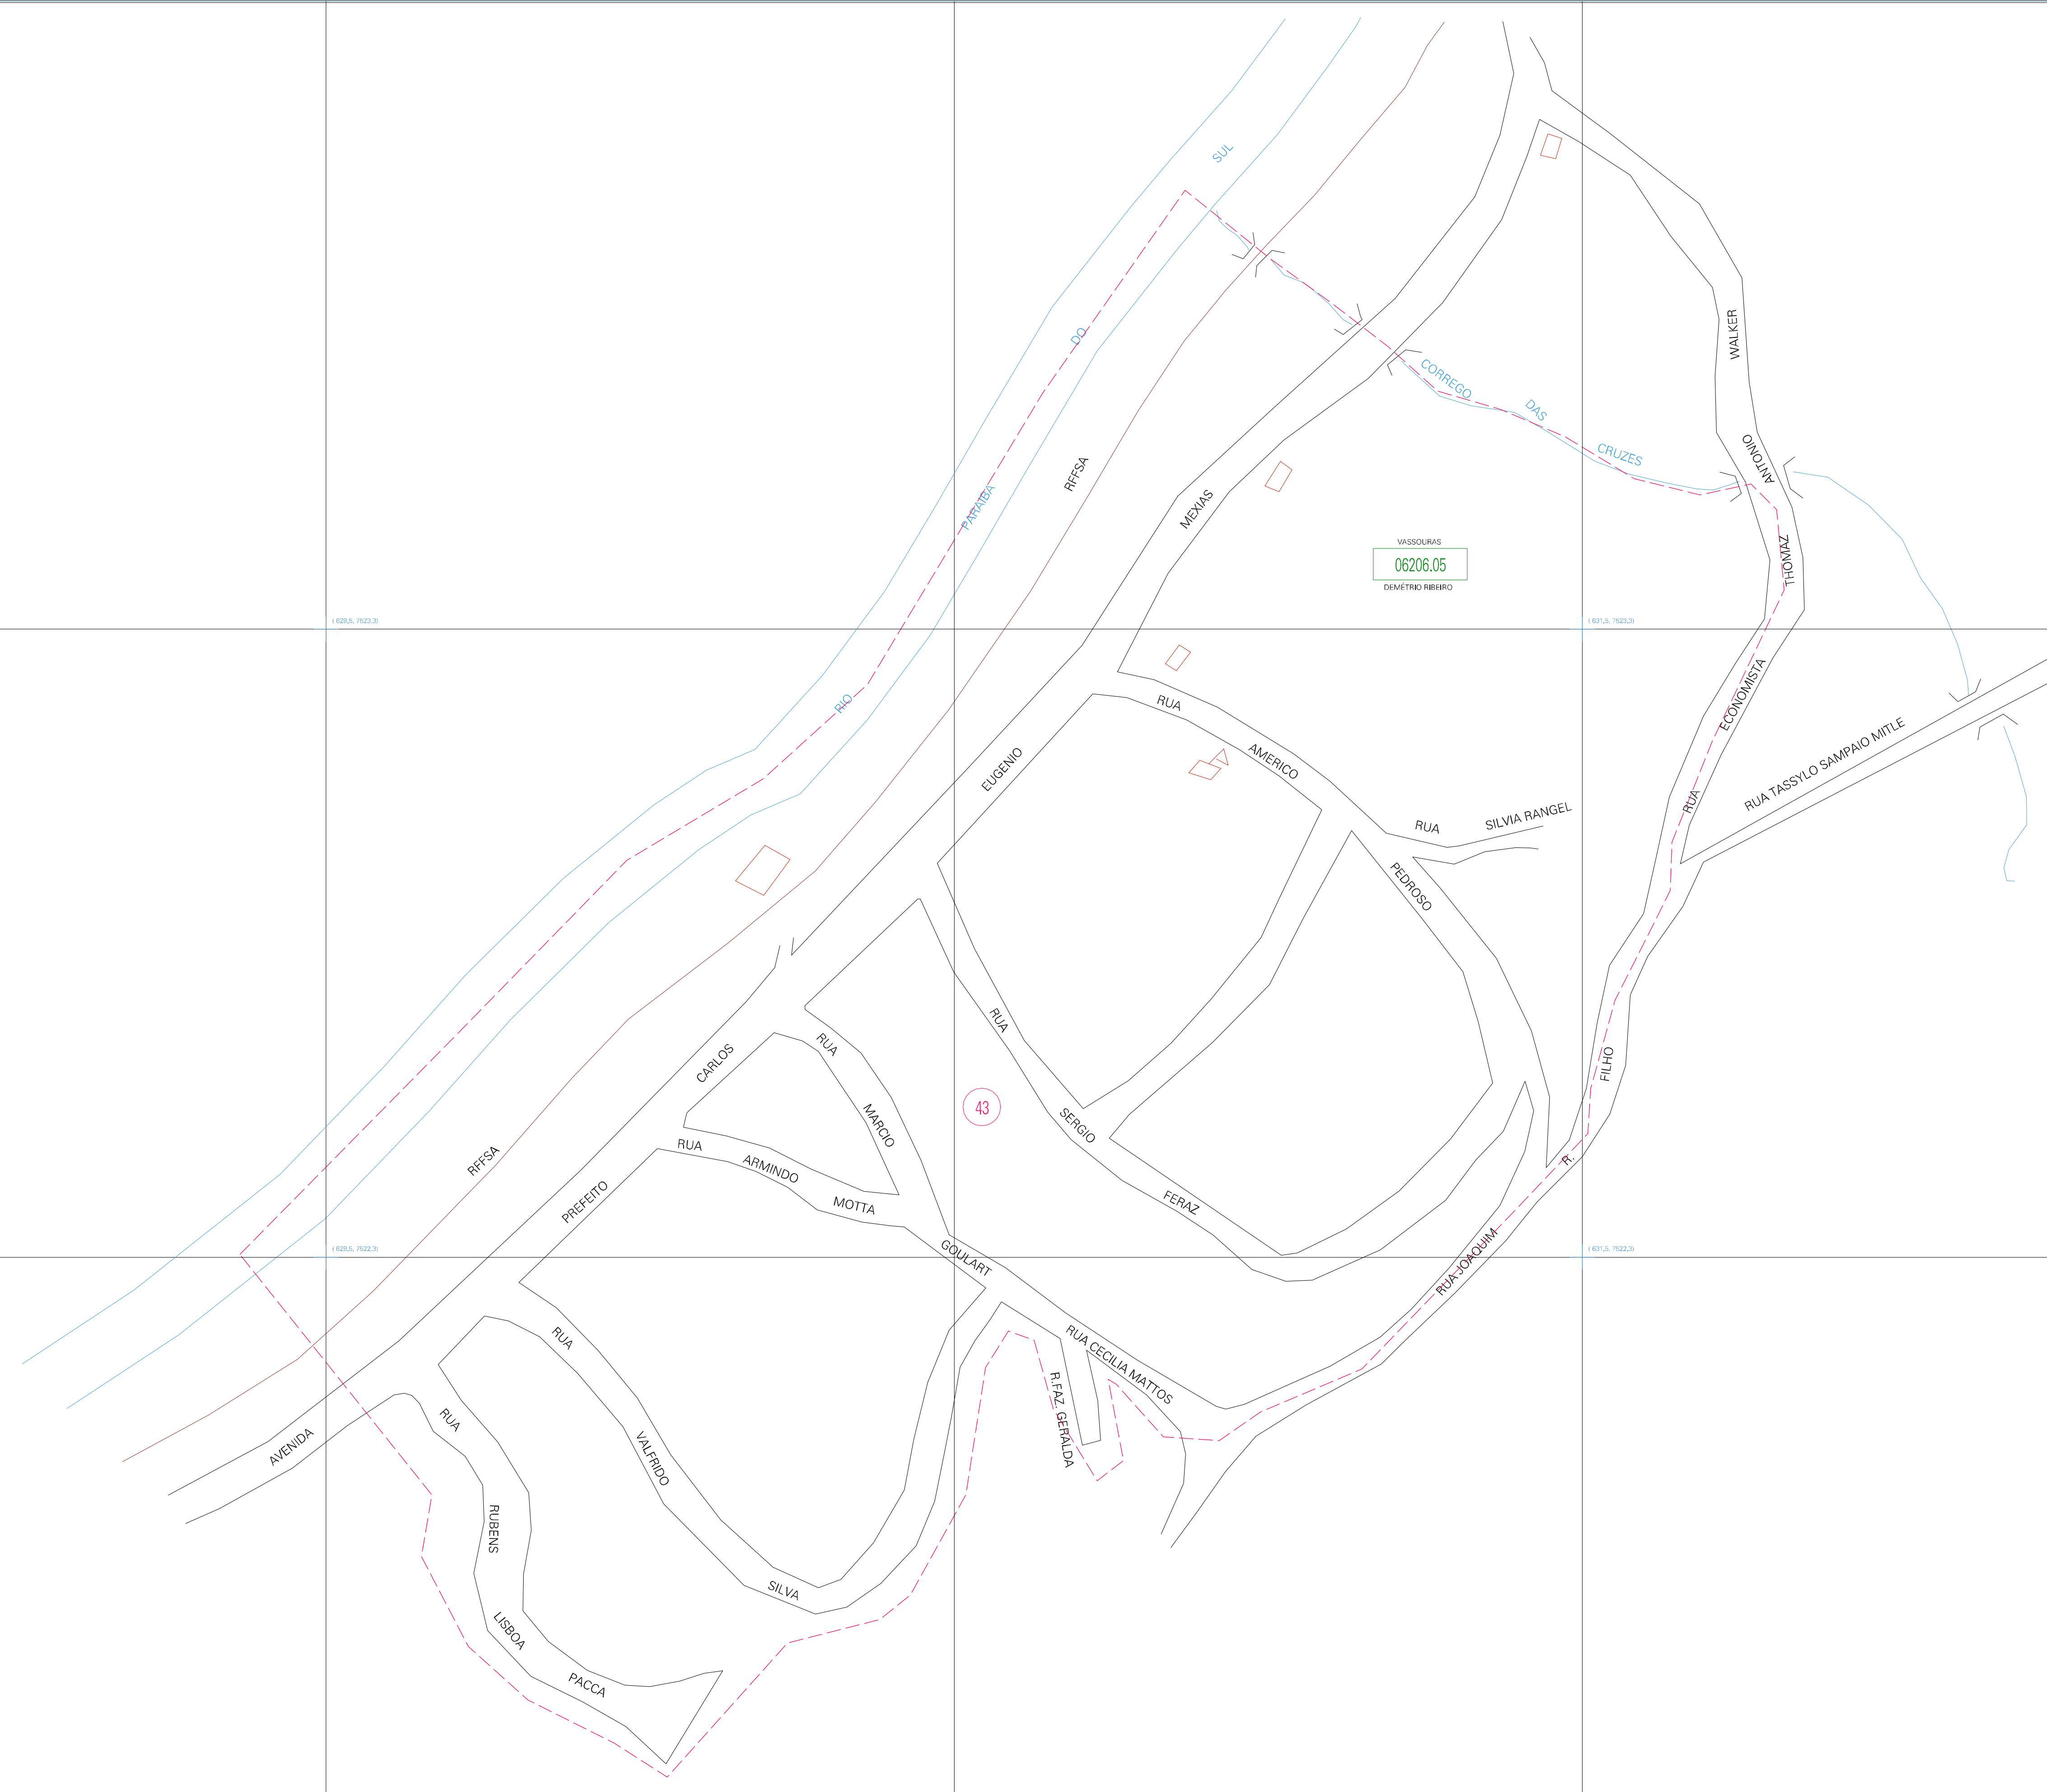 SUL
DO
PARAIBA
RIO
RFFSA
RFFSA
CORREGO
DAS
CRUZES
WALKER
ANTONIO
THOMAZ
ECONOMISTA
RUA
VASSOURAS
06206.05
DEMÉTRIO RIBEIRO
MEXIAS
EUGENIO
CARLOS
PREFEITO
AVENIDA
RUA
AMERICO
PEDROSO
RUA
SILVIA RANGEL
RUA TASSYLO SAMPAIO MITLE
RUA
SERGIO
FERAZ
RUA
MARCIO
GOULART
RUA
ARMINDO
MOTTA
43
FILHO
R.
RUA JOAQUIM
RUA CECILIA MATTOS
R.FAZ. GERALDA
RUA
VALFRIDO
SILVA
RUA
RUBENS
LISBOA
PACCA